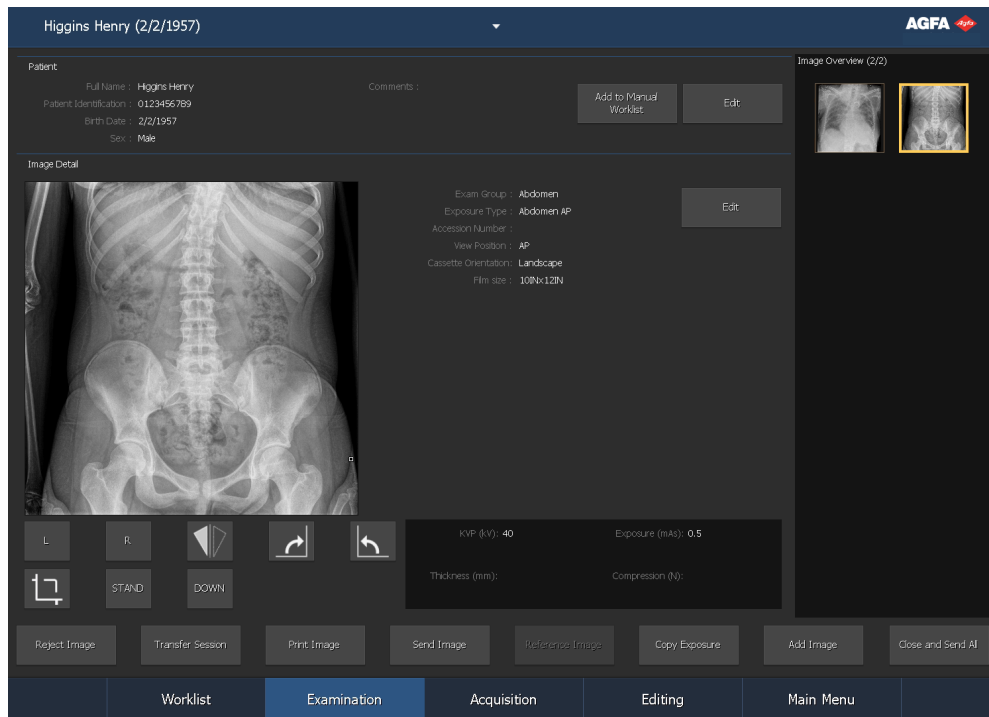 Higgins Henry (2/2/1957)
AGFA
Agfa
Patient
Full Name : Higgins Henry
Comments :
Patient Identification : 0123456789
Birth Date : 2/2/1957
Sex : Male
Add to Manual
Worklist
Edit
Image Overview (2/2)
Image Detail
Exam Group : Abdomen
Exposure Type : Abdomen AP
Accession Number :
View Position : AP
Cassette Orientation: Landscape
Film size : 10INx12IN
Edit
L
R
STAND
DOWN
KVP (kV): 40
Exposure (mAs): 0.5
Thickness (mm):
Compression (N):
Reject Image
Transfer Session
Print Image
Send Image
Reference Image
Copy Exposure
Add Image
Close and Send All
Worklist
Examination
Acquisition
Editing
Main Menu